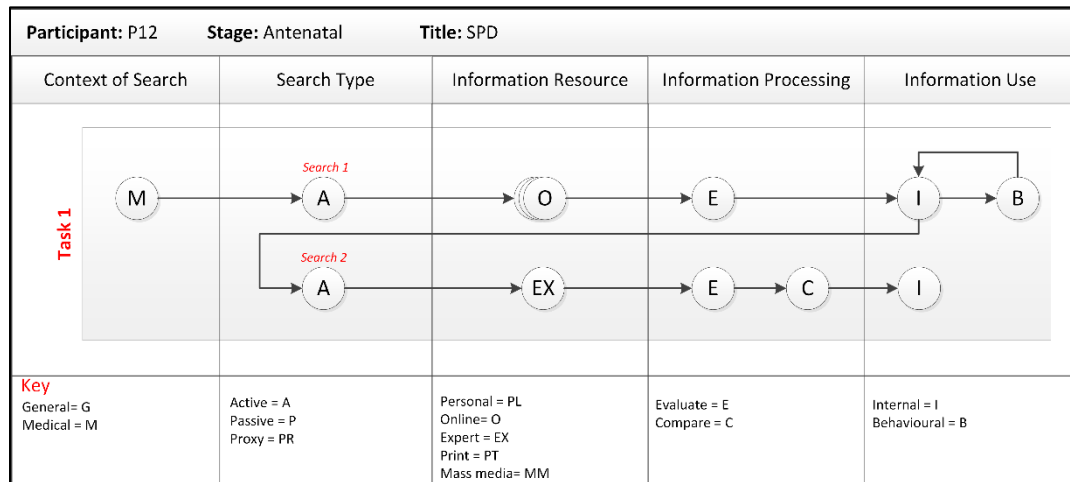 Participant: P12 Stage: Antenatal Title: SPD
Context of Search Search Type Information Resource Information Processing Information Use
Task 1
Search 1
M A O E I B
Search 2
A EX E C I
Key
General= G
Medical = M
Active = A
Passive = P
Proxy = PR
Personal = PL
Online= O
Expert = EX
Print = PT
Mass media= MM
Evaluate = E
Compare = C
Internal = I
Behavioural = B